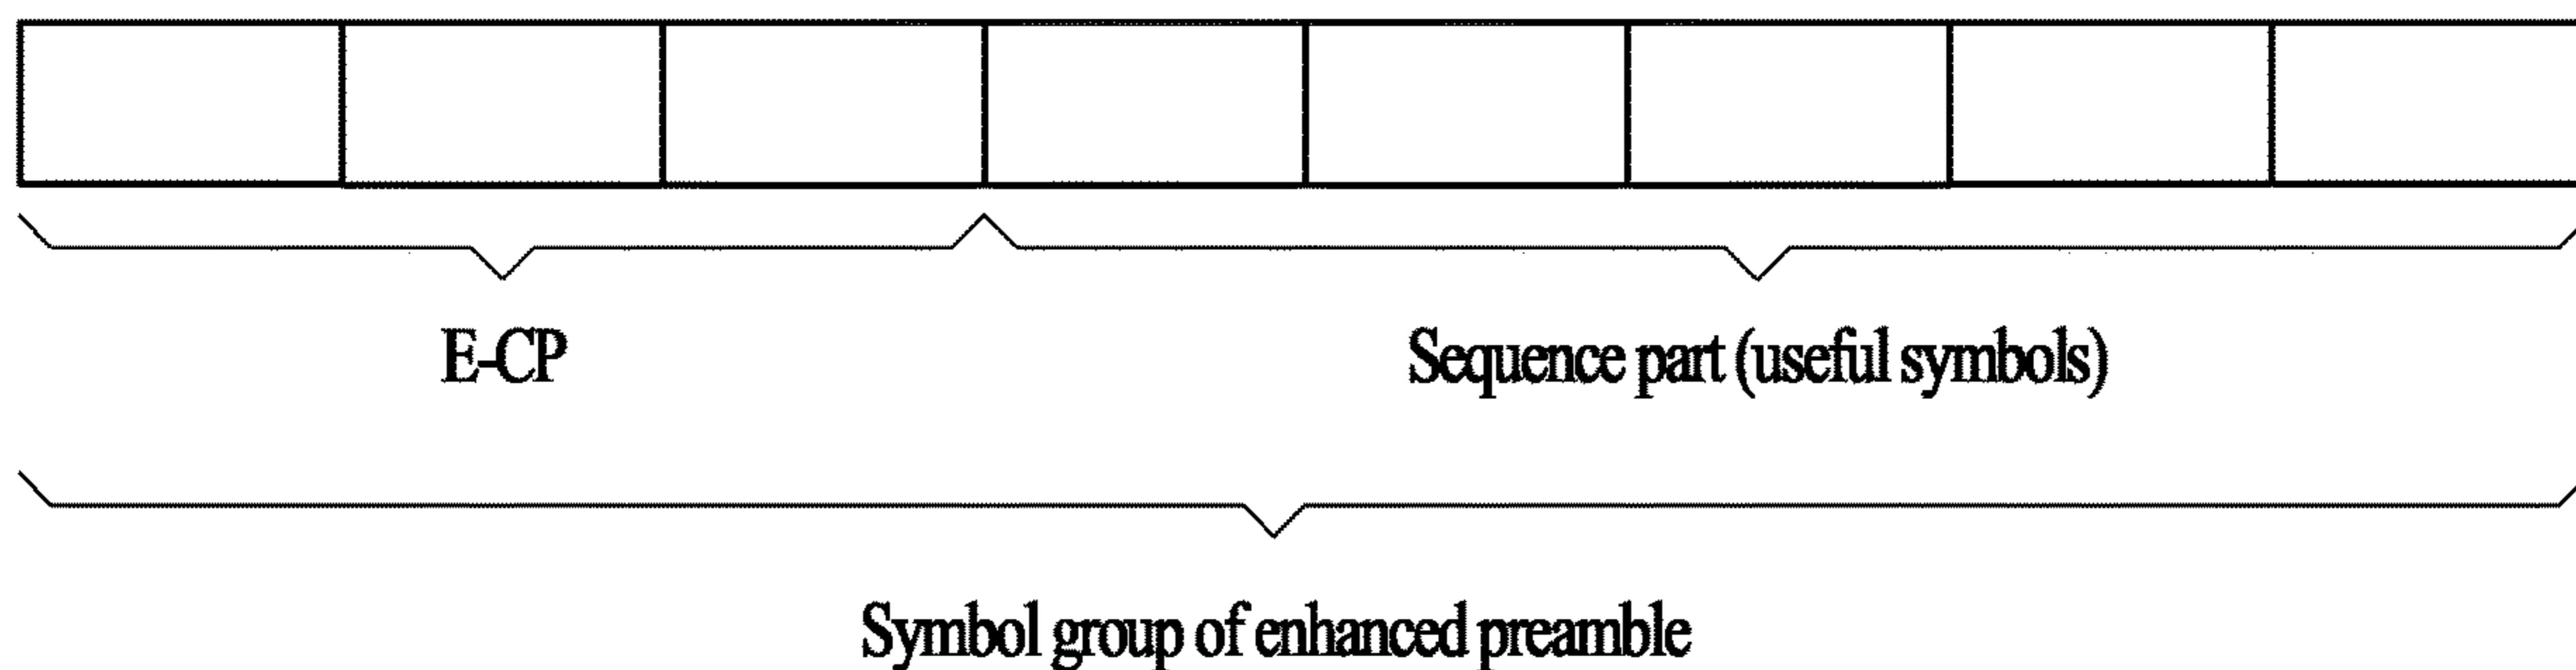 E-CP
Sequence part (useful symbols)
Symbol group of enhanced preamble